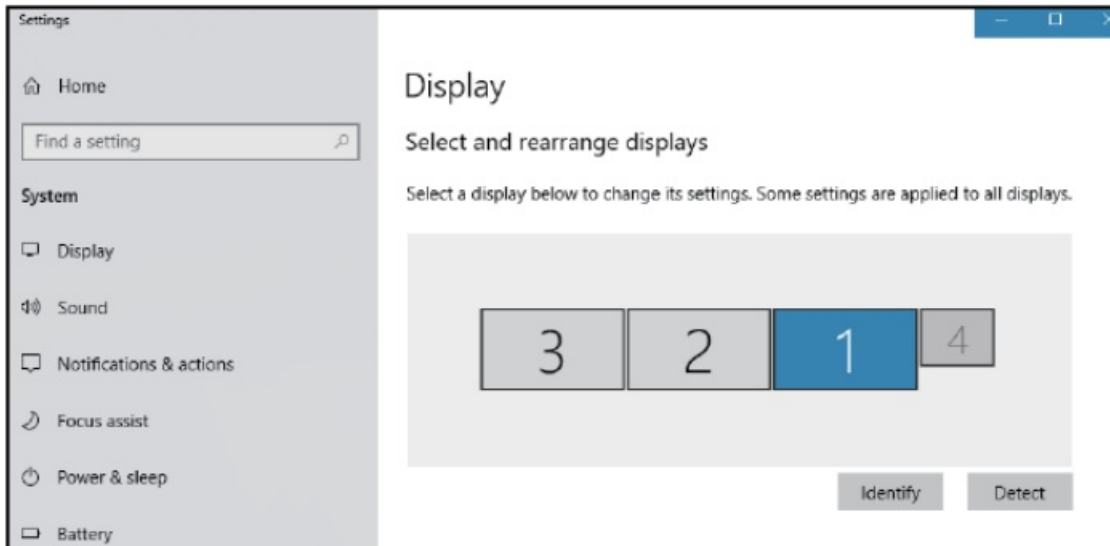 Settings
Home
Find a setting
System
Display
Sound
Notifications & actions
Focus assist
Power & sleep
Battery
Display
Select and rearrange displays
Select a display below to change its settings. Some settings are applied to all displays.
3 2 1 4
Identify Detect